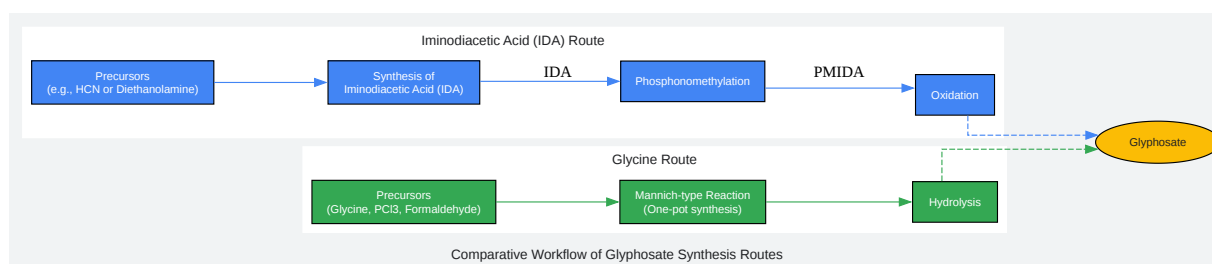 Iminodiacetic Acid (IDA) Route
Precursors
(e.g., HCN or Diethanolamine)
Synthesis of
Iminodiacetic Acid (IDA)
IDA
Phosphonomethylation
PMIDA
Oxidation
Glyphosate
Glycine Route
Precursors
(Glycine, PCl3, Formaldehyde)
Mannich-type Reaction
(One-pot synthesis)
Hydrolysis
Comparative Workflow of Glyphosate Synthesis Routes